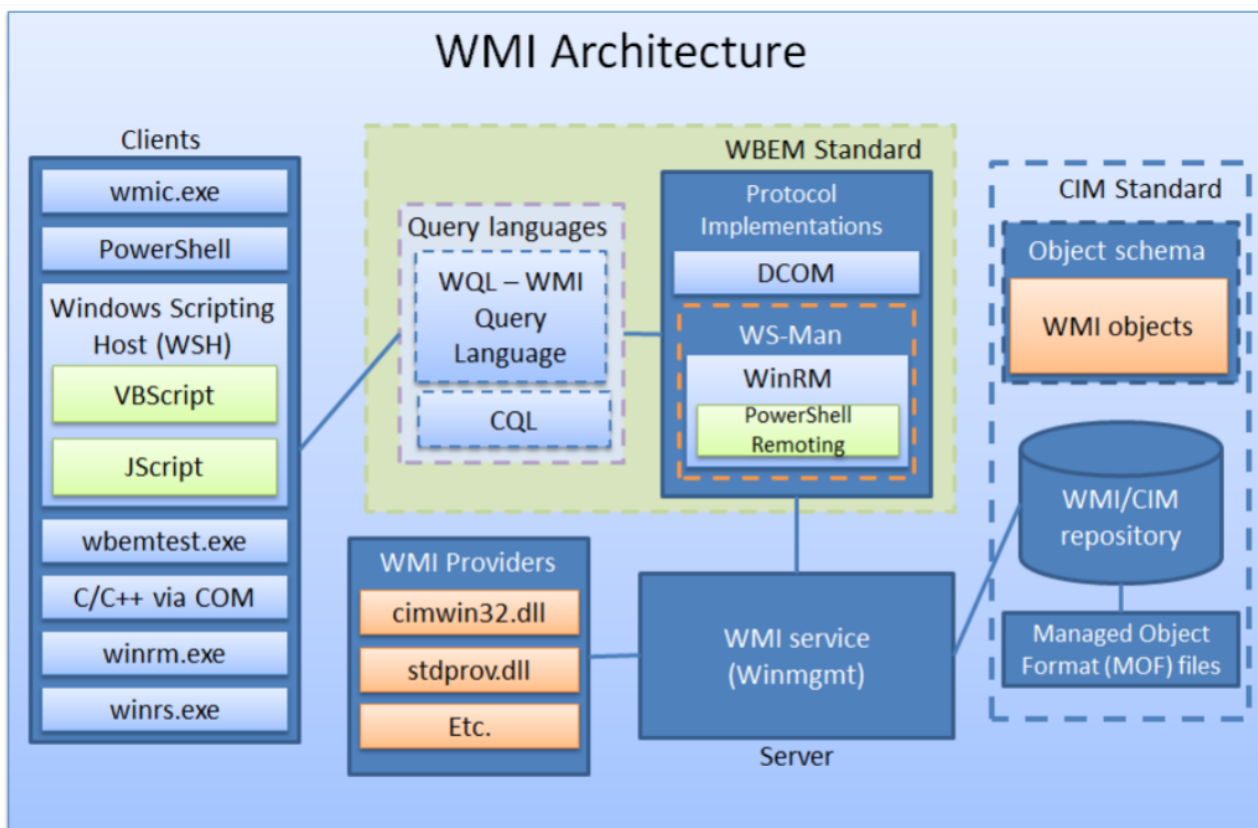 WMI Architecture
Clients
wmic.exe
PowerShell
Windows Scripting
Host (WSH)
VBScript
JScript
wbemtest.exe
C/C++ via COM
winrm.exe
winrs.exe
WBEM Standard
Query languages
WQL – WMI
Query
Language
CQL
Protocol
Implementations
DCOM
WS-Man
WinRM
PowerShell
Remoting
WMI Providers
cimwin32.dll
stdprov.dll
Etc.
WMI service
(Winmgmt)
Server
CIM Standard
Object schema
WMI objects
WMI/CIM
repository
Managed Object
Format (MOF) files